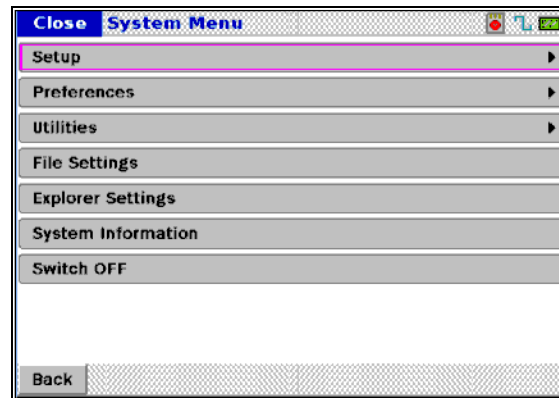 Close System Menu
Setup
Preferences
Utilities
File Settings
Explorer Settings
System Information
Switch OFF
Back